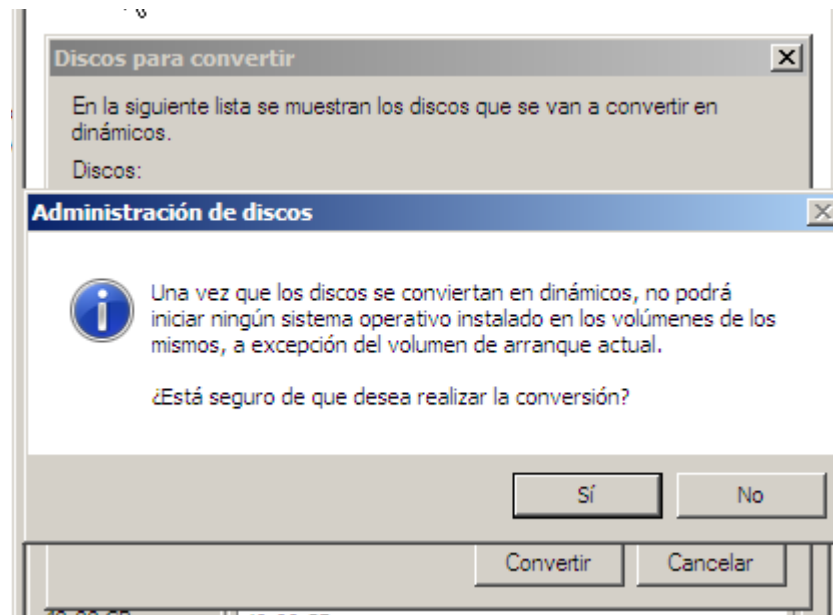 Discos para convertir
En la siguiente lista se muestran los discos que se van a convertir en
dinámicos.
Discos:
Administración de discos
Una vez que los discos se conviertan en dinámicos, no podrá
iniciar ningún sistema operativo instalado en los volúmenes de los
mismos, a excepción del volumen de arranque actual.
¿Está seguro de que desea realizar la conversión?
Sí No
Convertir Cancelar